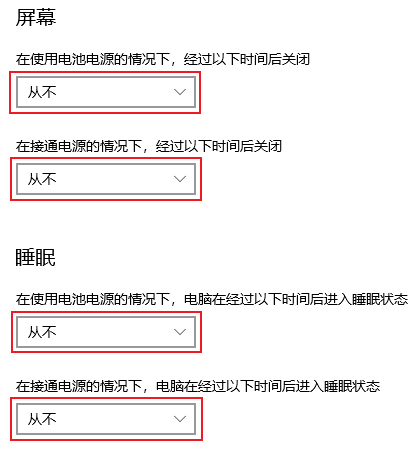 屏幕
在使用电池电源的情况下，经过以下时间后关闭
从不
在接通电源的情况下，经过以下时间后关闭
从不
睡眠
在使用电池电源的情况下，电脑在经过以下时间后进入睡眠状态
从不
在接通电源的情况下，电脑在经过以下时间后进入睡眠状态
从不